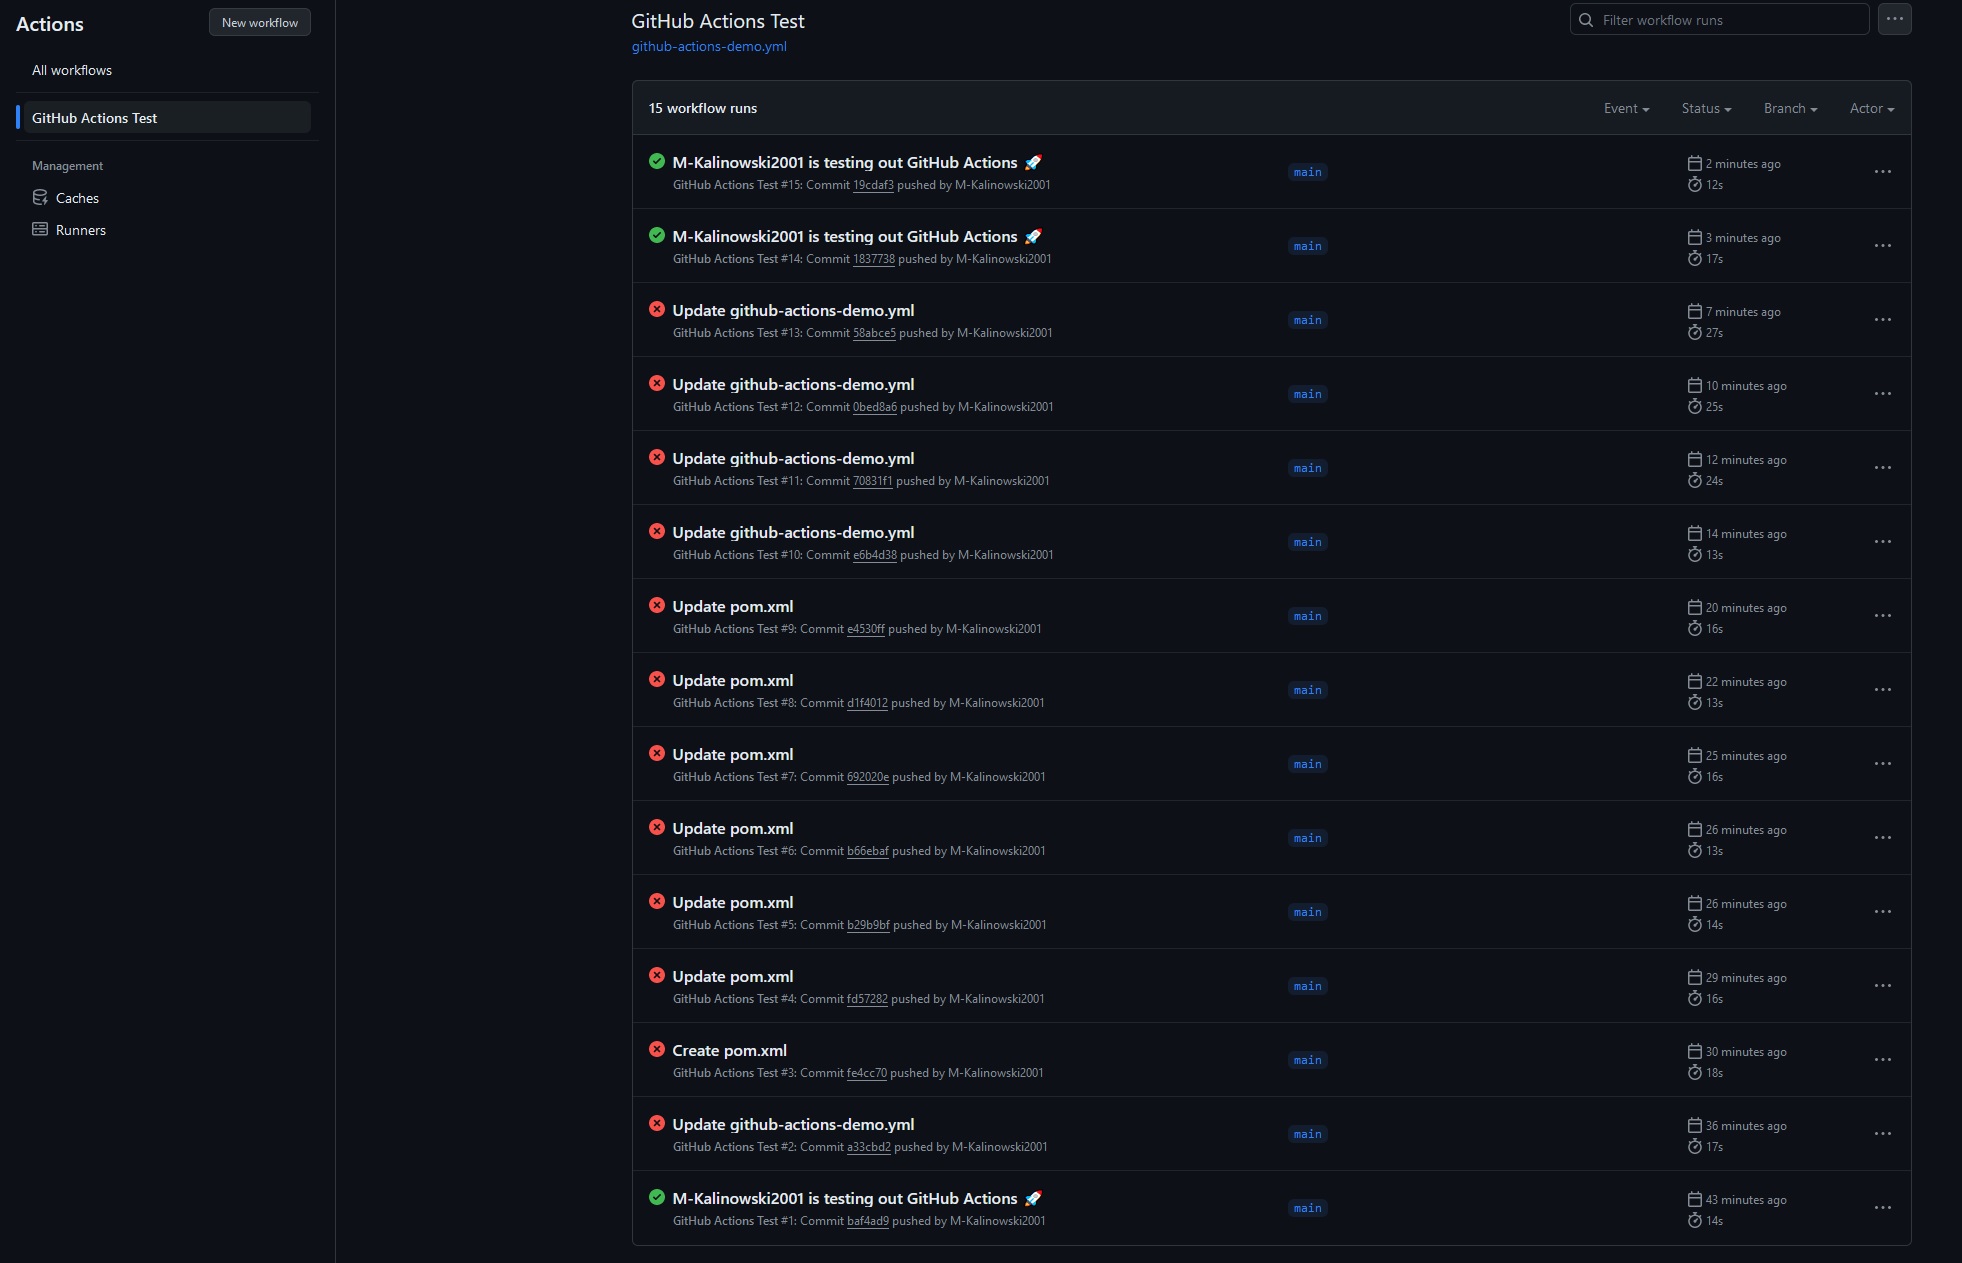 Actions
New workflow
All workflows
GitHub Actions Test
Management
Caches
Runners
GitHub Actions Test
github-actions-demo.yml
Filter workflow runs
15 workflow runs
Event Status Branch Actor
M-Kalinowski2001 is testing out GitHub Actions 🚀
GitHub Actions Test #15: Commit 19cdaf3 pushed by M-Kalinowski2001
main
2 minutes ago
12s
M-Kalinowski2001 is testing out GitHub Actions 🚀
GitHub Actions Test #14: Commit 1837738 pushed by M-Kalinowski2001
main
3 minutes ago
17s
Update github-actions-demo.yml
GitHub Actions Test #13: Commit 58abce5 pushed by M-Kalinowski2001
main
7 minutes ago
27s
Update github-actions-demo.yml
GitHub Actions Test #12: Commit 0bed8a6 pushed by M-Kalinowski2001
main
10 minutes ago
25s
Update github-actions-demo.yml
GitHub Actions Test #11: Commit 70831f1 pushed by M-Kalinowski2001
main
12 minutes ago
24s
Update github-actions-demo.yml
GitHub Actions Test #10: Commit e6b4d38 pushed by M-Kalinowski2001
main
14 minutes ago
13s
Update pom.xml
GitHub Actions Test #9: Commit e4530ff pushed by M-Kalinowski2001
main
20 minutes ago
16s
Update pom.xml
GitHub Actions Test #8: Commit d1f4012 pushed by M-Kalinowski2001
main
22 minutes ago
13s
Update pom.xml
GitHub Actions Test #7: Commit 692020e pushed by M-Kalinowski2001
main
25 minutes ago
16s
Update pom.xml
GitHub Actions Test #6: Commit b66ebaf pushed by M-Kalinowski2001
main
26 minutes ago
13s
Update pom.xml
GitHub Actions Test #5: Commit b29b9bf pushed by M-Kalinowski2001
main
26 minutes ago
14s
Update pom.xml
GitHub Actions Test #4: Commit fd57282 pushed by M-Kalinowski2001
main
29 minutes ago
16s
Create pom.xml
GitHub Actions Test #3: Commit fe4cc70 pushed by M-Kalinowski2001
main
30 minutes ago
18s
Update github-actions-demo.yml
GitHub Actions Test #2: Commit a33cbd2 pushed by M-Kalinowski2001
main
36 minutes ago
17s
M-Kalinowski2001 is testing out GitHub Actions 🚀
GitHub Actions Test #1: Commit baf4ad9 pushed by M-Kalinowski2001
main
43 minutes ago
14s